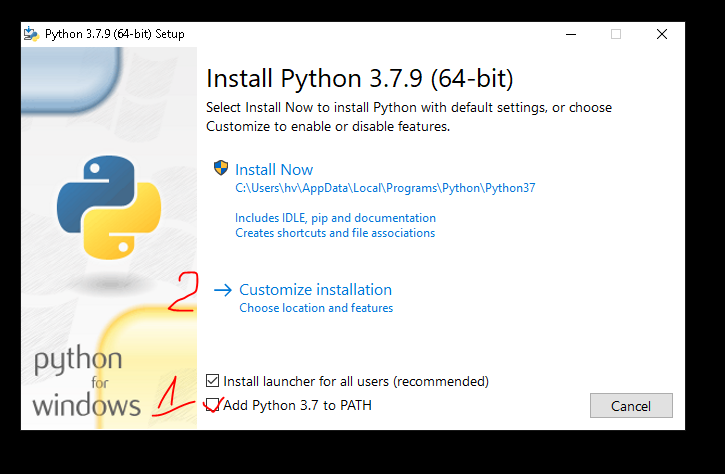 Python 3.7.9 (64-bit) Setup
Install Python 3.7.9 (64-bit)
Select Install Now to install Python with default settings, or choose
Customize to enable or disable features.
Install Now
C:\Users\hv\AppData\Local\Programs\Python\Python37
Includes IDLE, pip and documentation
Creates shortcuts and file associations
2
Customize installation
Choose location and features
python
for
windows
Install launcher for all users (recommended)
1
Add Python 3.7 to PATH
Cancel